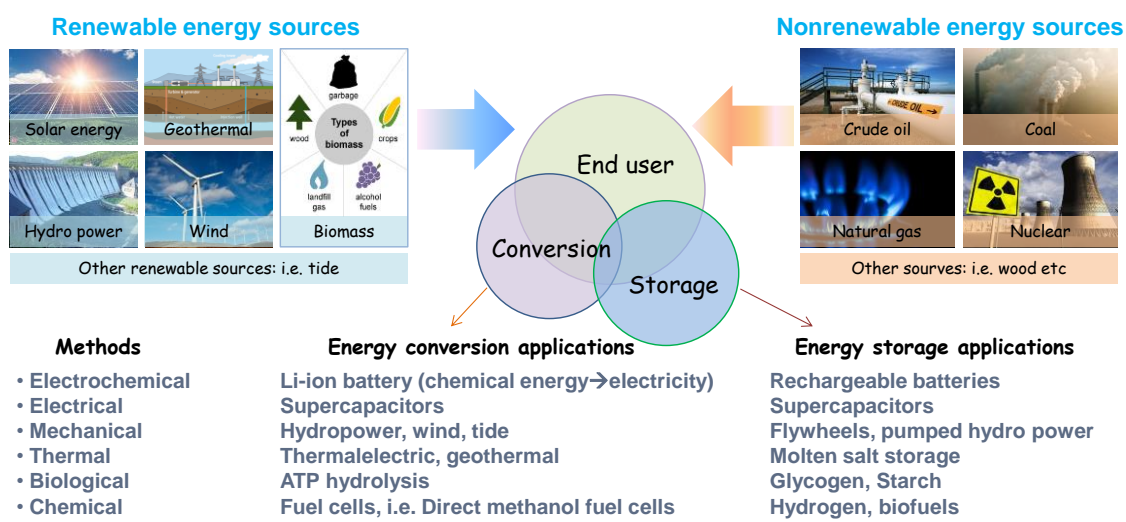 Renewable energy sources
Nonrenewable energy sources
Solar energy
Geothermal
garbage
wood
Types
of
biomass
crops
landfill
gas
alcohol
fuels
Hydro power
Wind
Biomass
Other renewable sources: i.e. tide
End user
Conversion
Storage
CRUDE OIL
Crude oil
Coal
Natural gas
Nuclear
Other sourves: i.e. wood etc
Methods
Energy conversion applications
Energy storage applications
• Electrochemical
Li-ion battery (chemical energy→electricity)
Rechargeable batteries
• Electrical
Supercapacitors
Supercapacitors
• Mechanical
Hydropower, wind, tide
Flywheels, pumped hydro power
• Thermal
Thermalelectric, geothermal
Molten salt storage
• Biological
ATP hydrolysis
Glycogen, Starch
• Chemical
Fuel cells, i.e. Direct methanol fuel cells
Hydrogen, biofuels